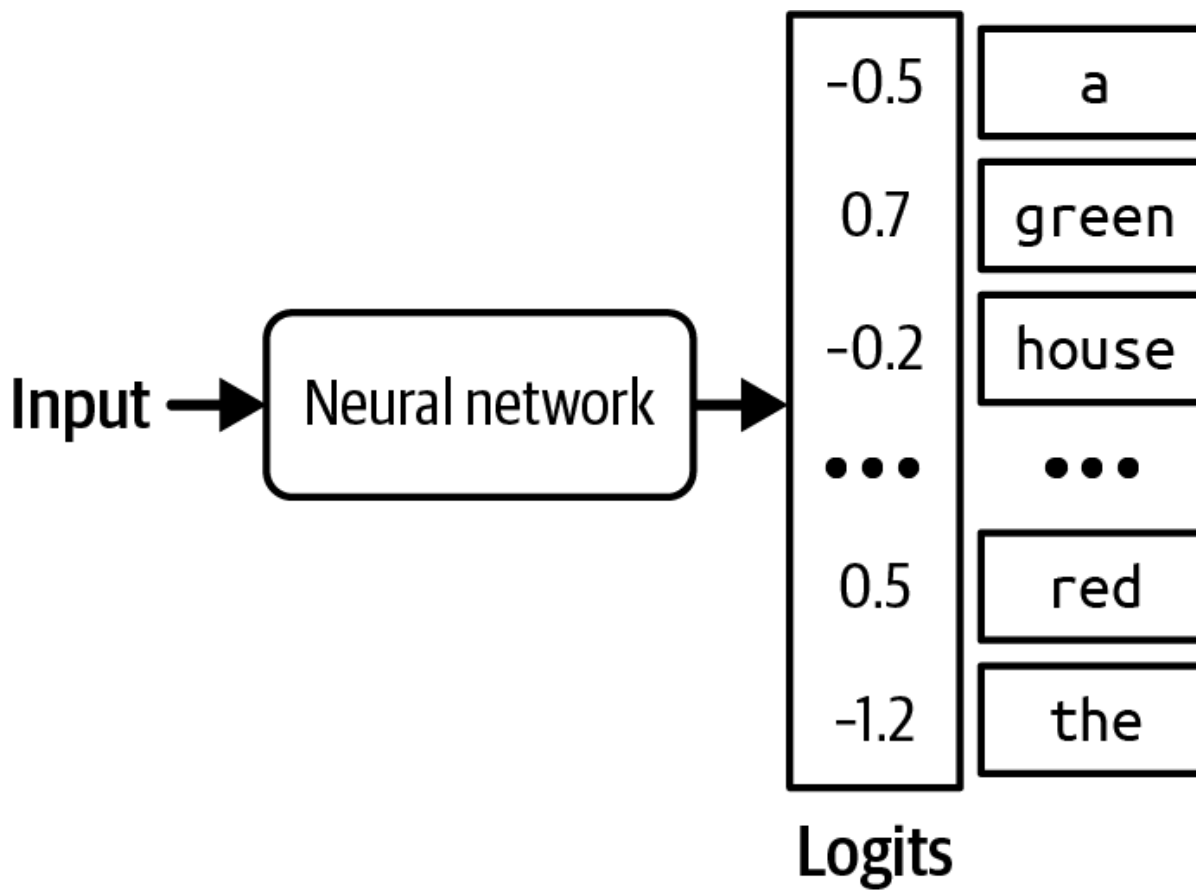 Input
Neural network
-0.5 a
0.7 green
-0.2 house
••• •••
0.5 red
-1.2 the
Logits